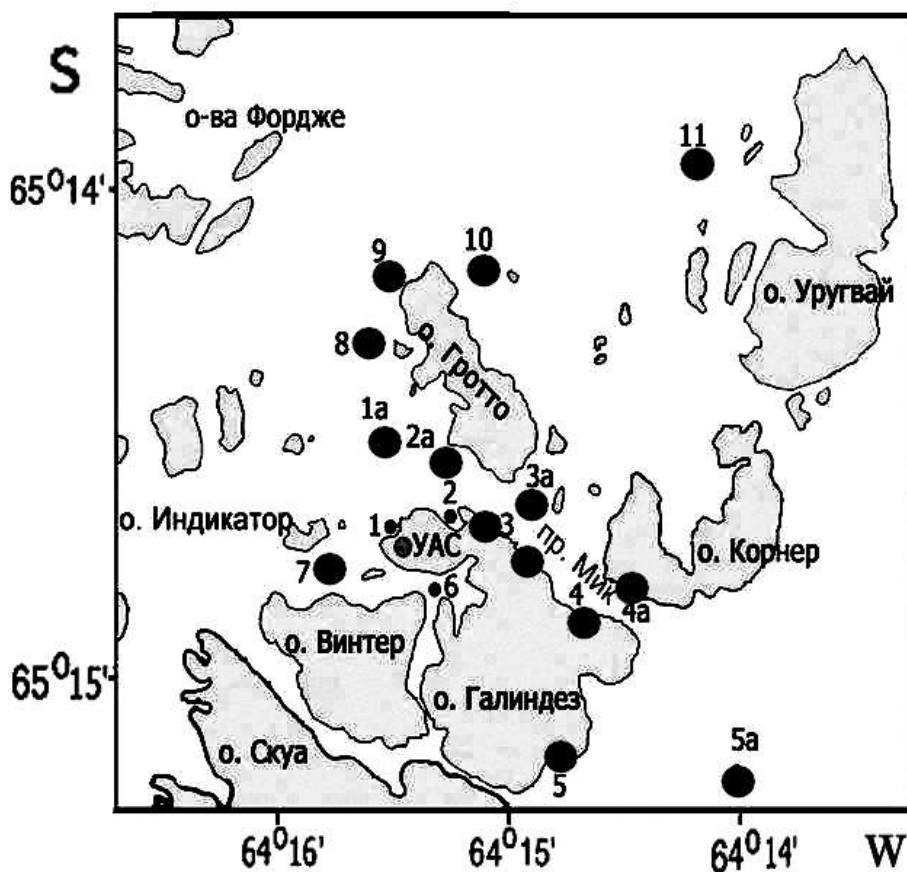 S
о-ва Фордже
11
65⁰14'
9
10
о. Уругвай
8
о. Гротто
1а
2а
3а
2
о. Индикатор
1
УАС
3
пр. Мик
о. Корнер
7
6
4
4а
о. Винтер
65⁰15'
о. Галиндез
о. Скуа
5а
5
64⁰16'
64⁰15'
64⁰14'
W